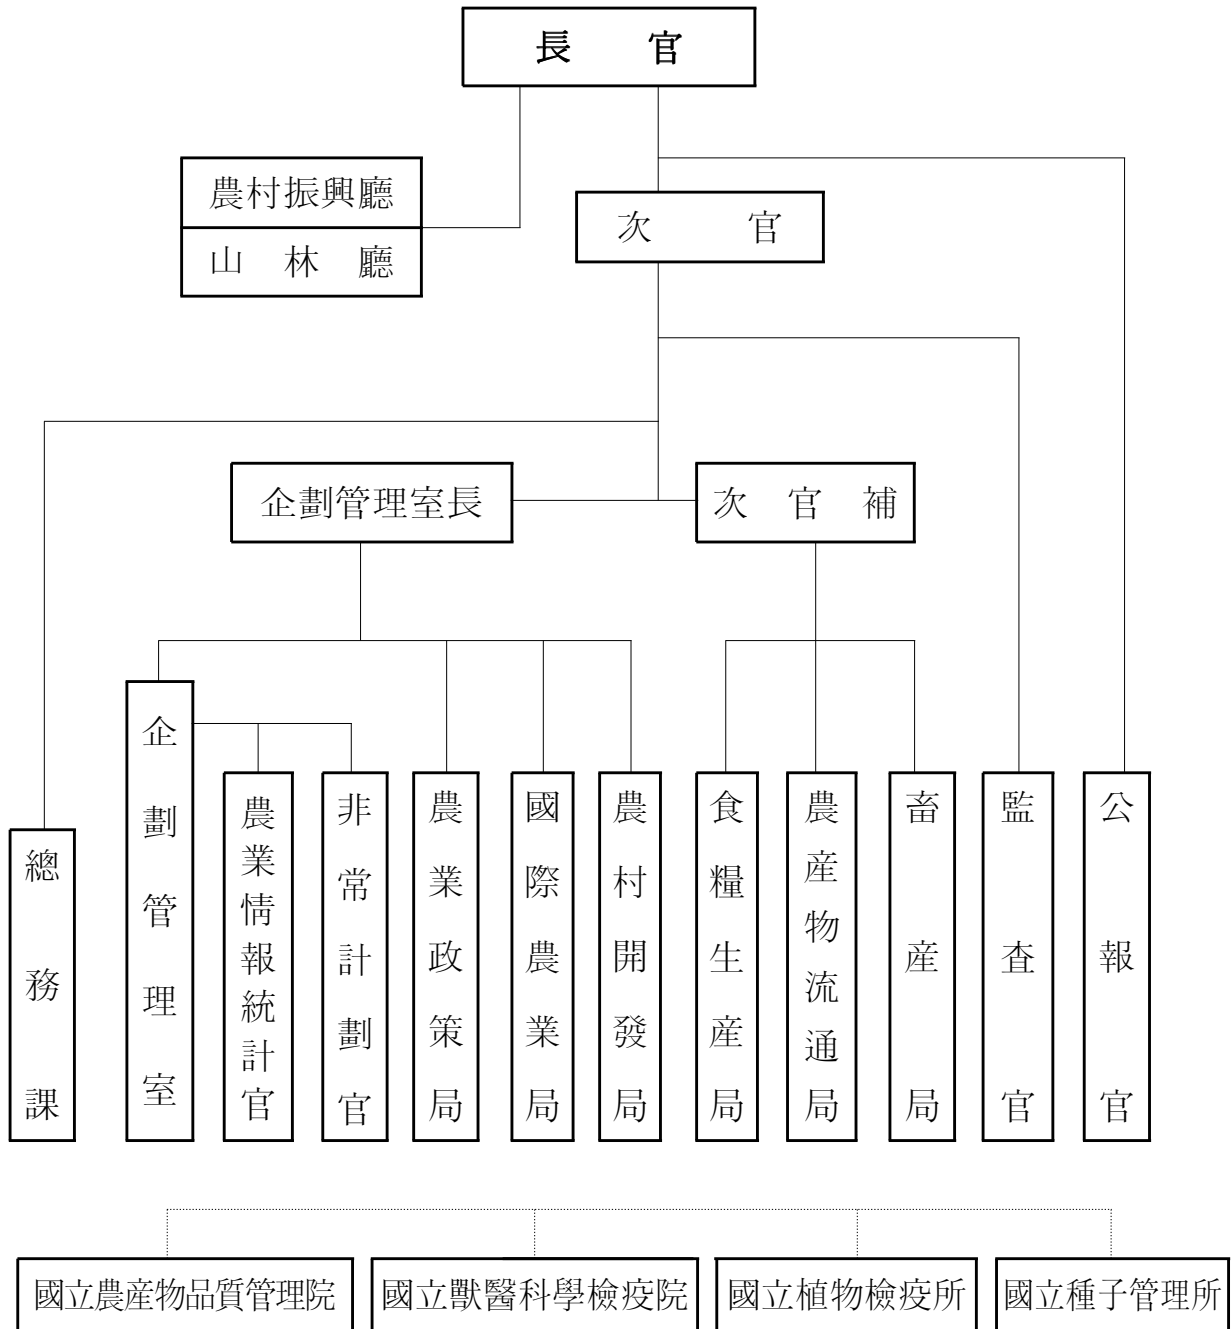 長 官
農村振興廳
山 林 廳
次 官
企劃管理室長
次 官 補
總務課
企劃管理室
農業情報統計官
非常計劃官
農業政策局
國際農業局
農村開發局
食糧生産局
農産物流通局
畜産局
監査官
公報官
國立農産物品質管理院
國立獸醫科學檢疫院
國立植物檢疫所
國立種子管理所